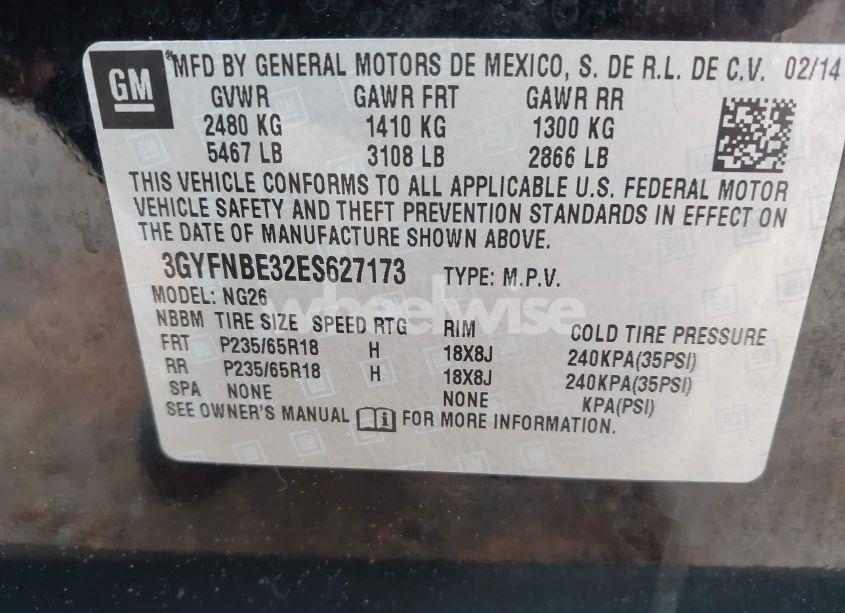 GM
MFD BY GENERAL MOTORS DE MEXICO, S. DE R.L. DE C.V. 02/14
GVWR GAWR FRT GAWR RR
2480 KG 1410 KG 1300 KG
5467 LB 3108 LB 2866 LB
THIS VEHICLE CONFORMS TO ALL APPLICABLE U.S. FEDERAL MOTOR
VEHICLE SAFETY AND THEFT PREVENTION STANDARDS IN EFFECT ON
THE DATE OF MANUFACTURE SHOWN ABOVE.
3GYFNBE32ES627173 TYPE: M.P.V.
MODEL: NG26
wheelwise
NBBM TIRE SIZE SPEED RTG RIM COLD TIRE PRESSURE
FRT P235/65R18 H 18X8J 240KPA(35PSI)
RR P235/65R18 H 18X8J 240KPA(35PSI)
SPA NONE NONE KPA(PSI)
SEE OWNER'S MANUAL FOR MORE INFORMATION.